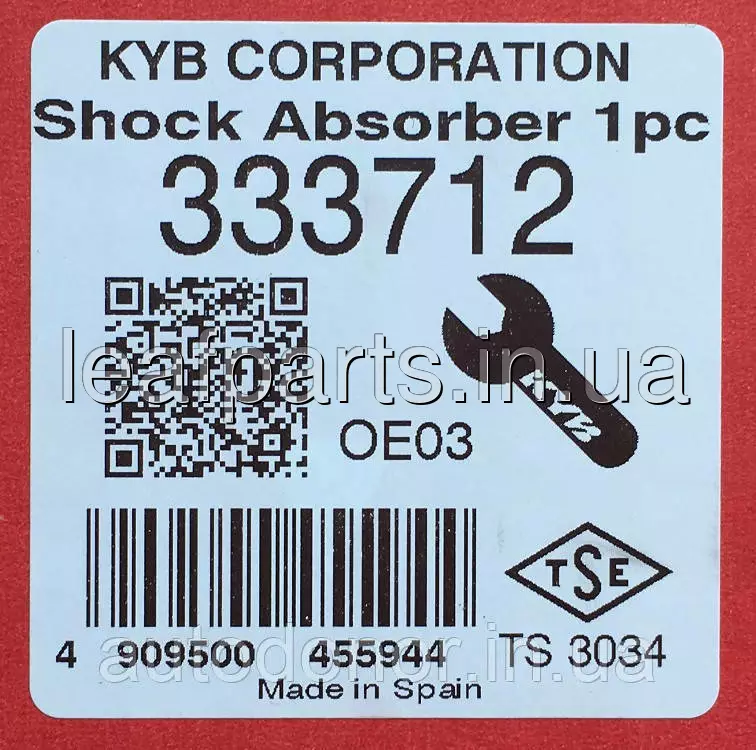 KYB CORPORATION
Shock Absorber 1pc
333712
leafparts.in.ua
KYB
OE03
TSE
4 909500 455944
TS 3034
autodonor.in.ua
Made in Spain